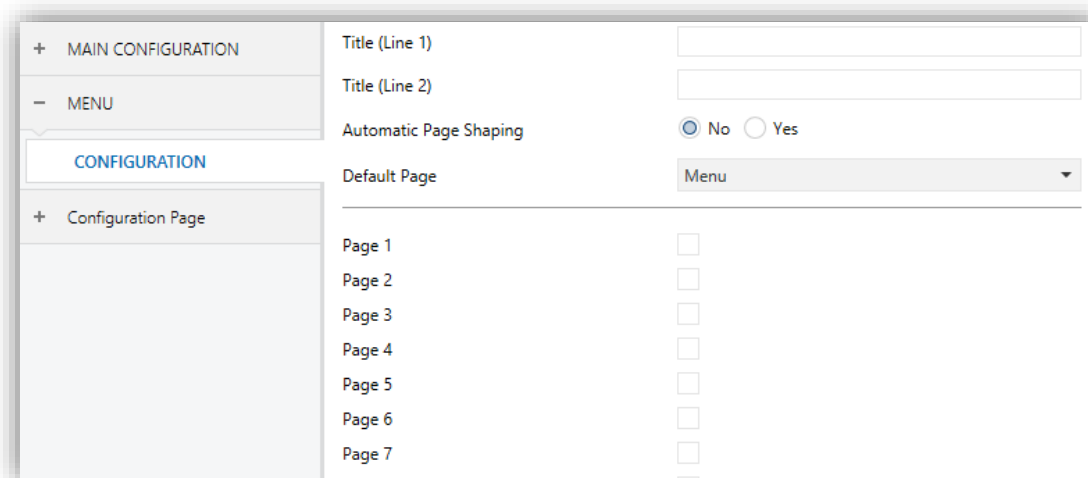 + MAIN CONFIGURATION
− MENU
CONFIGURATION
+ Configuration Page
Title (Line 1)
Title (Line 2)
Automatic Page Shaping No Yes
Default Page Menu
Page 1
Page 2
Page 3
Page 4
Page 5
Page 6
Page 7